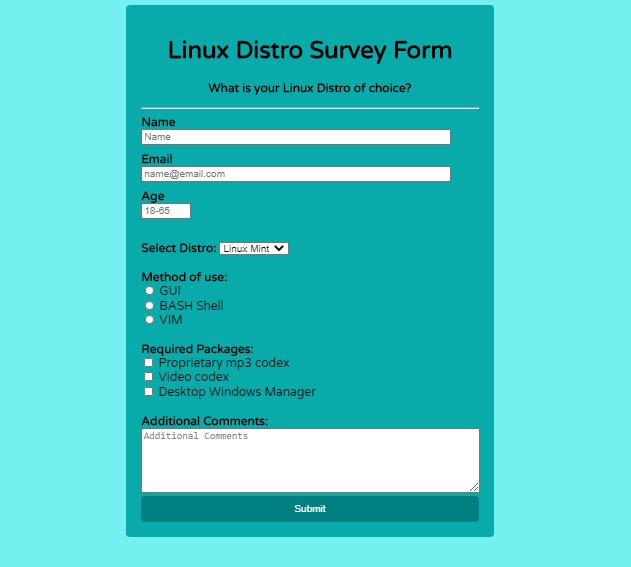 Linux Distro Survey Form
What is your Linux Distro of choice?
Name
Name
Email
name@email.com
Age
18-65
Select Distro: Linux Mint
Method of use:
GUI
BASH Shell
VIM
Required Packages:
Proprietary mp3 codex
Video codex
Desktop Windows Manager
Additional Comments:
Additional Comments
Submit